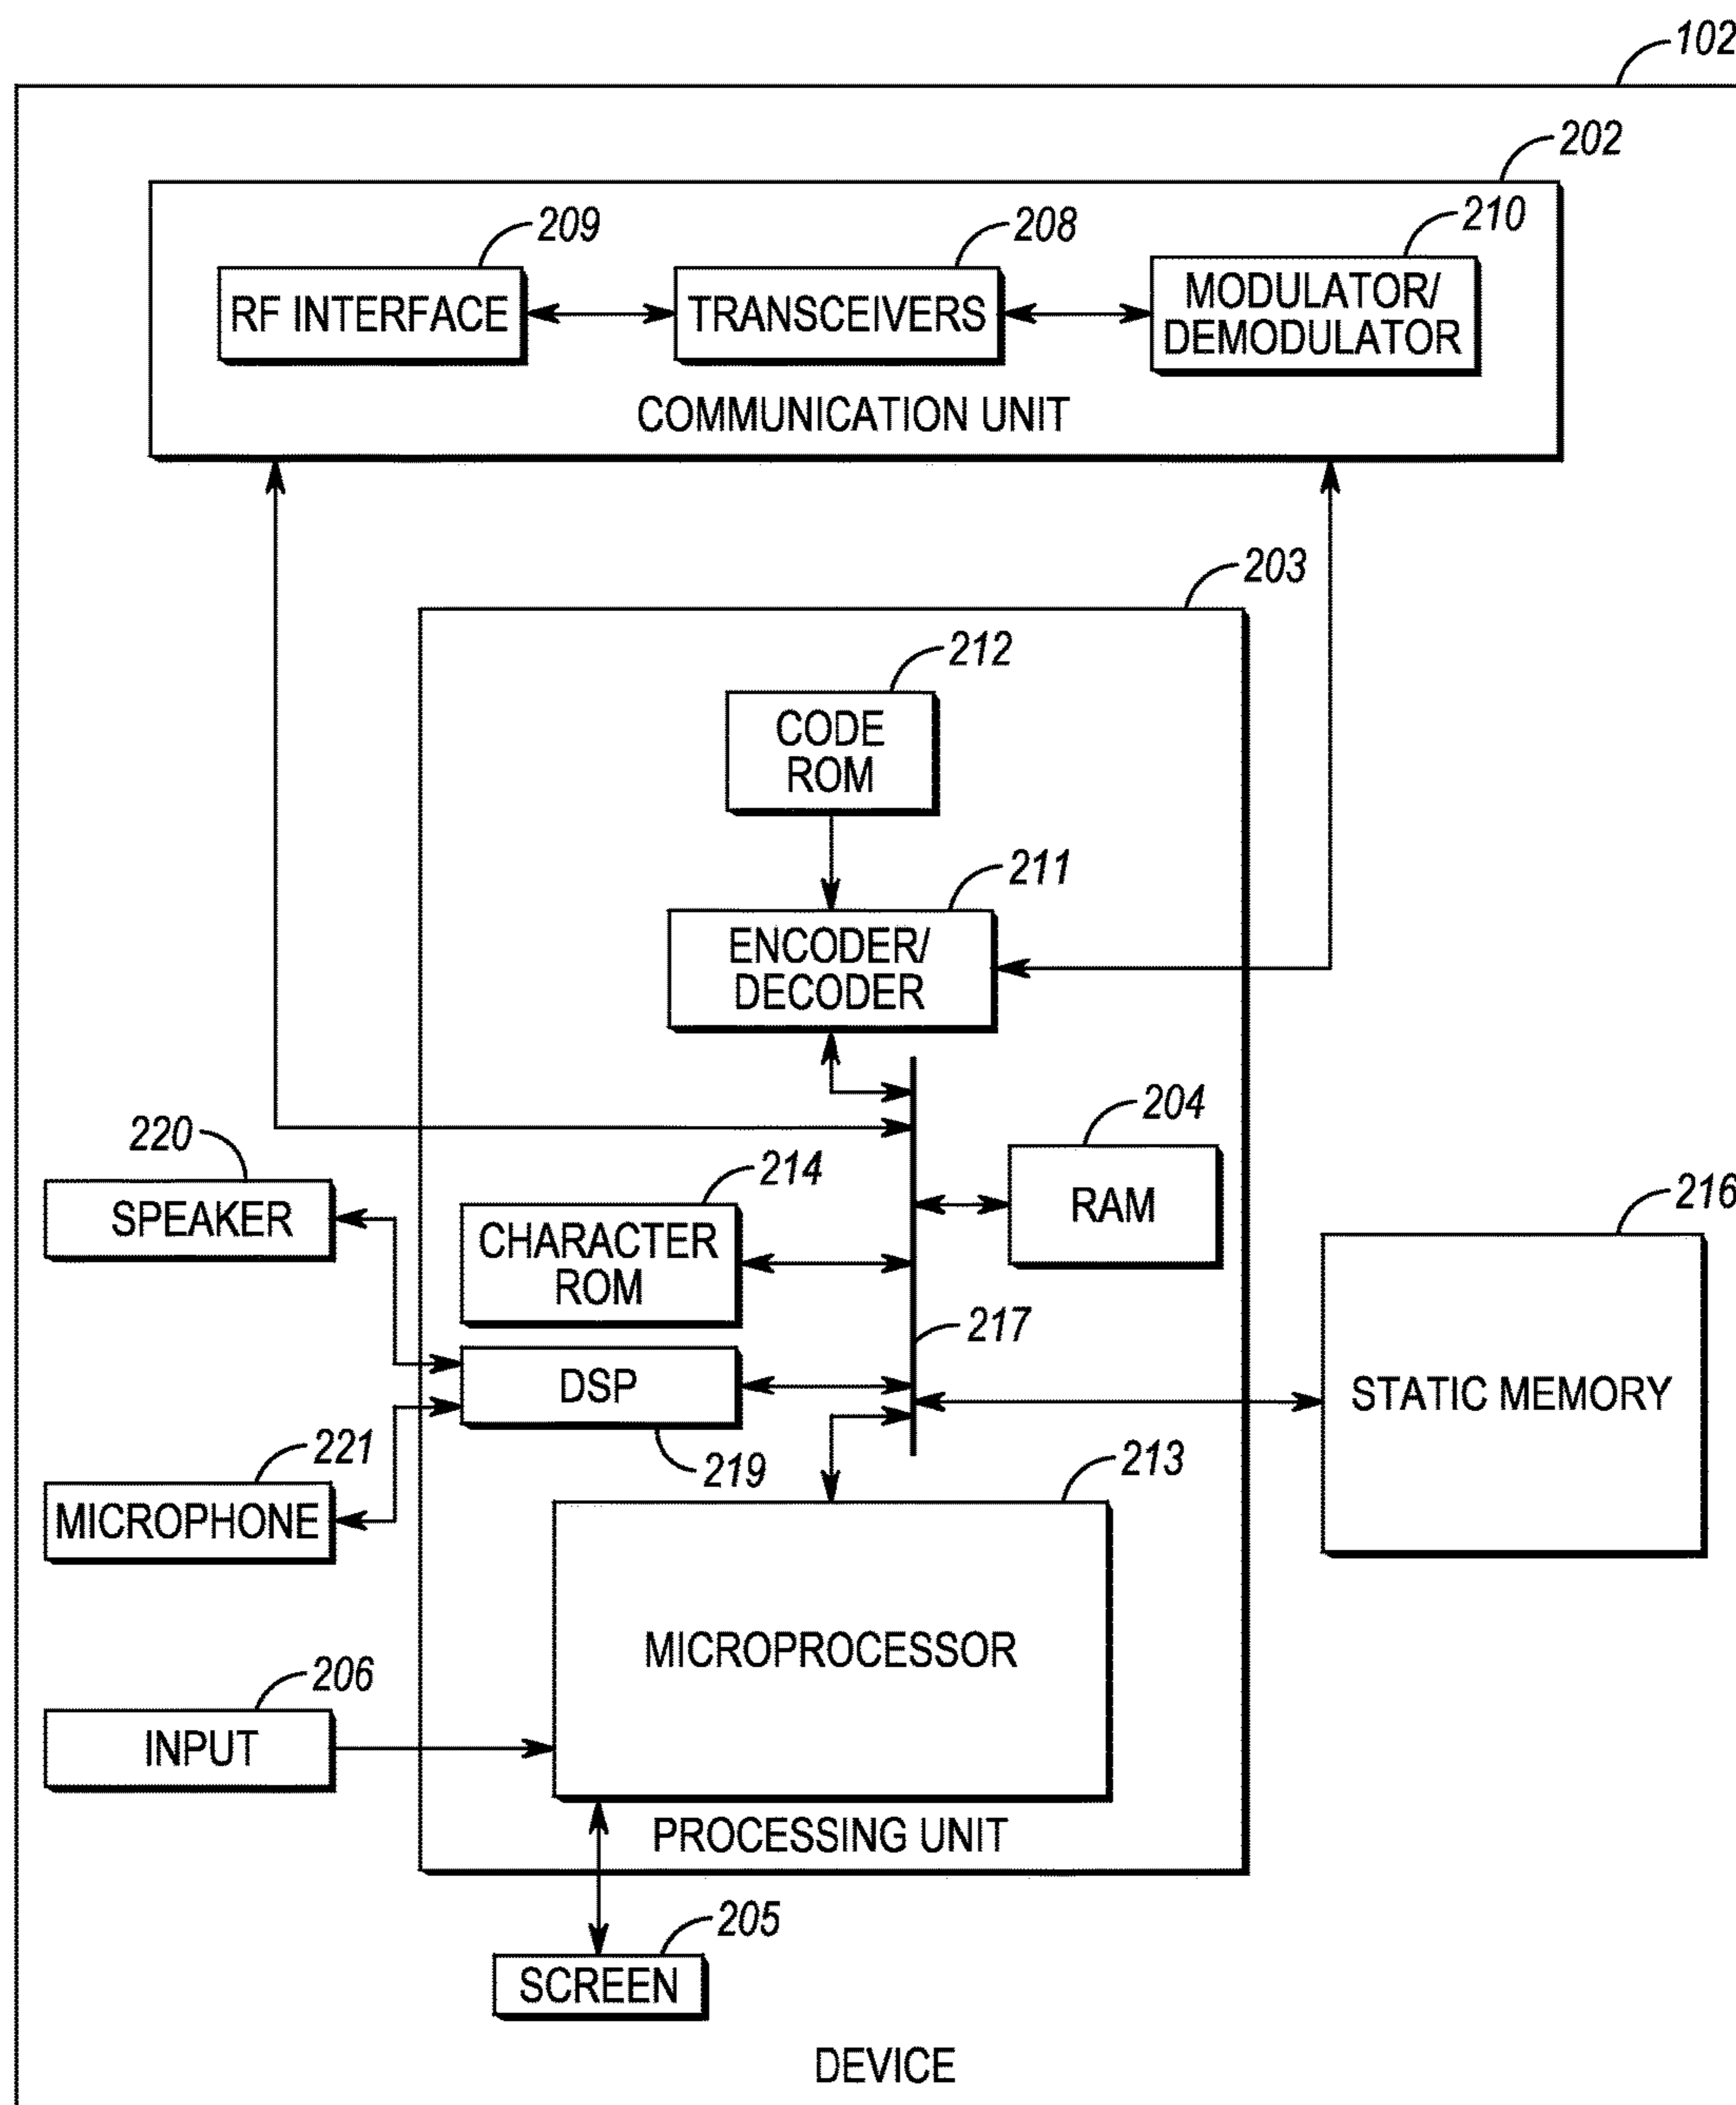 102
202
209
208
210
RF INTERFACE
TRANSCEIVERS
MODULATOR/
DEMODULATOR
COMMUNICATION UNIT
203
212
CODE
ROM
211
ENCODER/
DECODER
204
RAM
220
SPEAKER
214
CHARACTER
ROM
216
STATIC MEMORY
217
DSP
219
221
MICROPHONE
213
MICROPROCESSOR
206
INPUT
PROCESSING UNIT
205
SCREEN
DEVICE